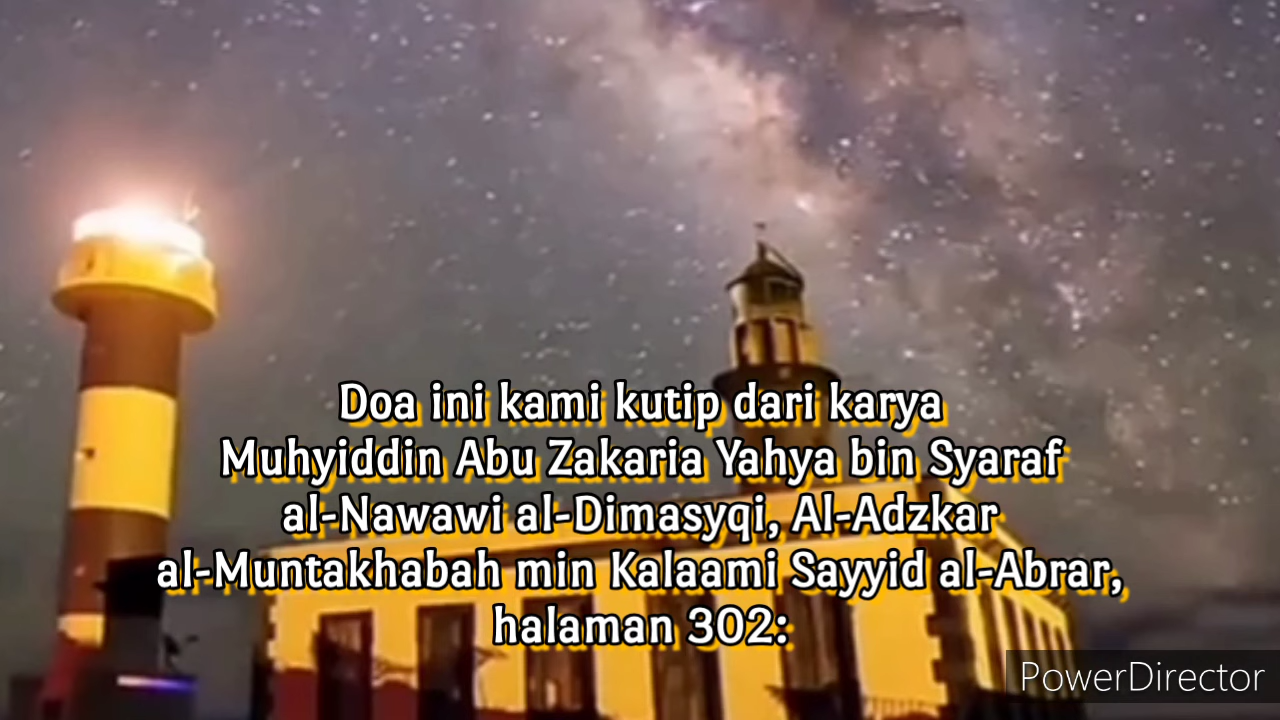 Doa ini kami kutip dari karya
Muhyiddin Abu Zakaria Yahya bin Syaraf
al-Nawawi al-Dimasyqi, Al-Adzkar
al-Muntakhabah min Kalaami Sayyid al-Abrar,
halaman 302:
PowerDirector